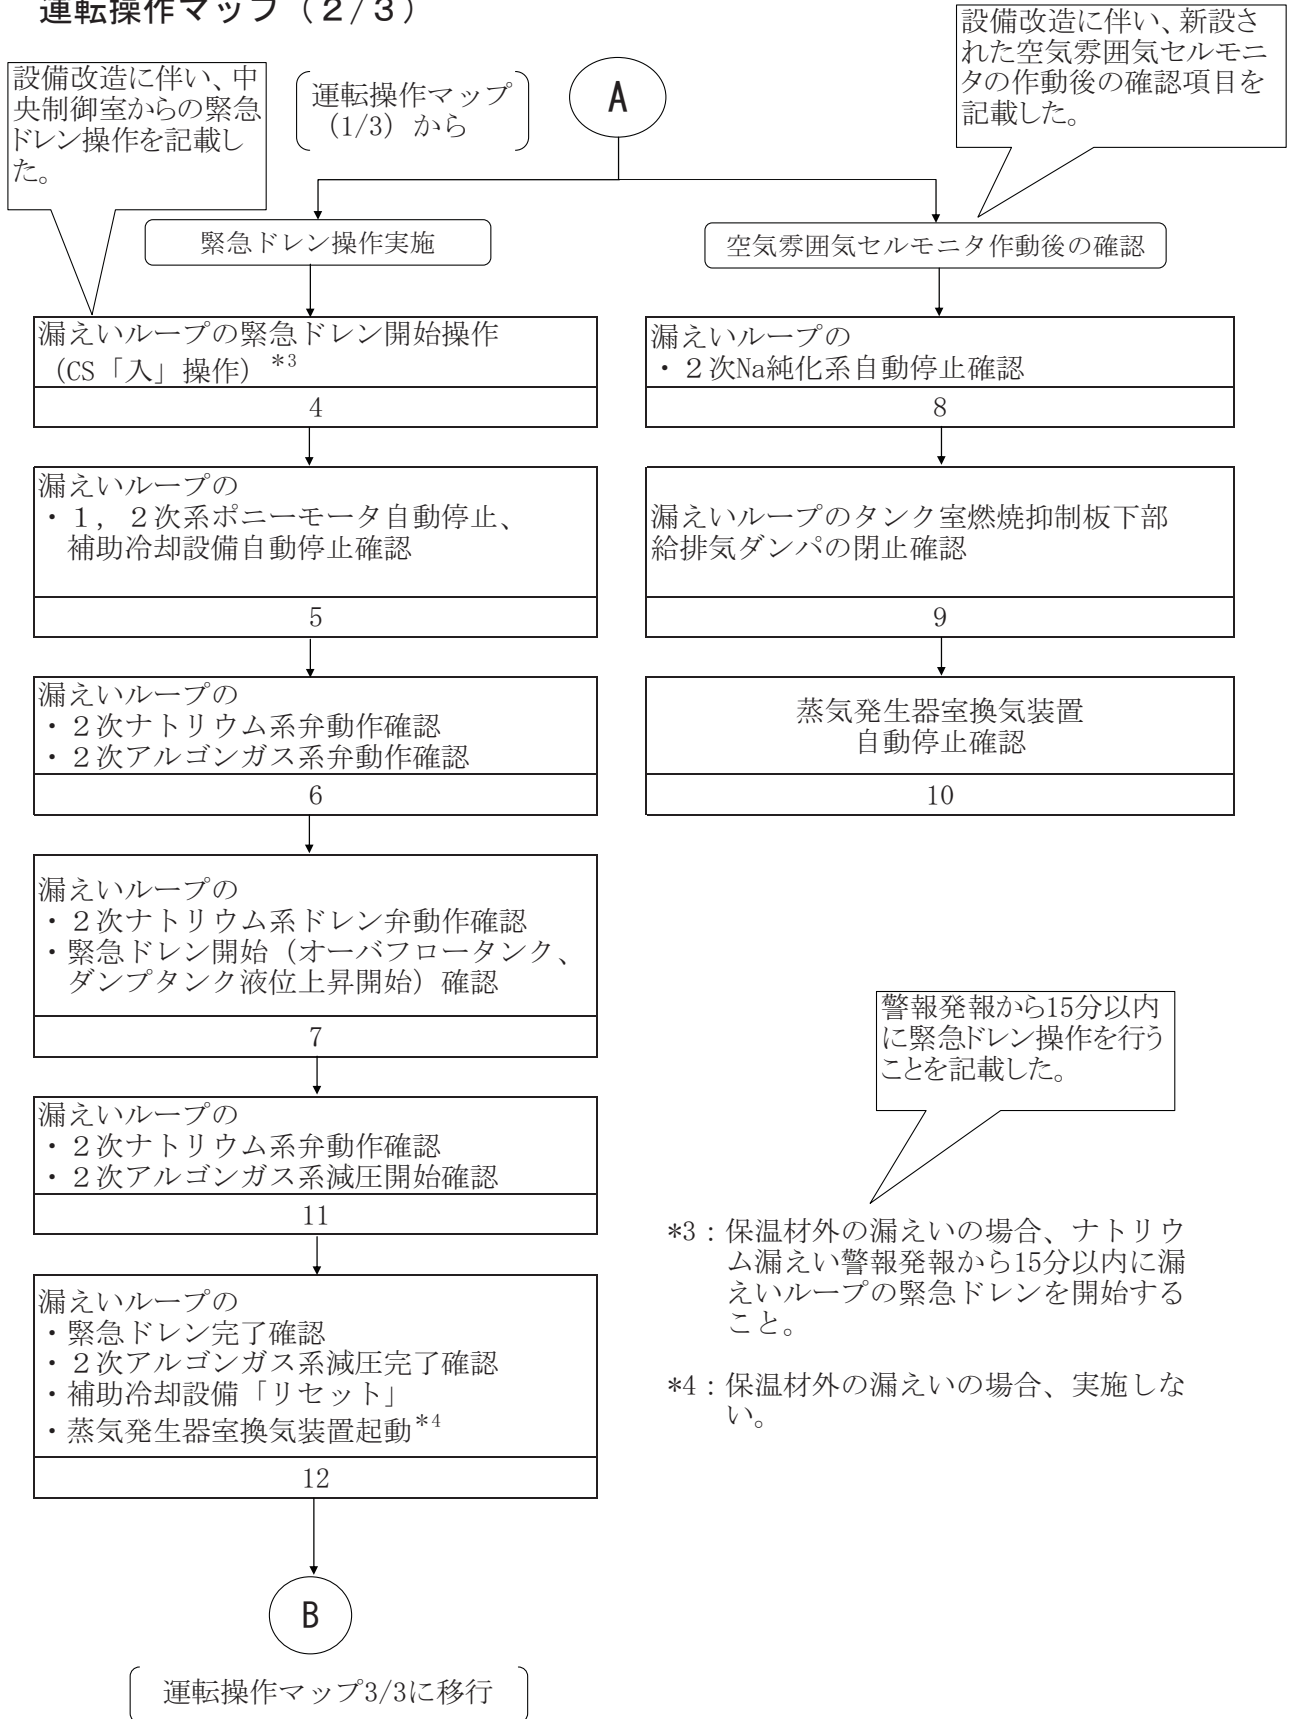 運転操作マップ（２/３）
設備改造に伴い、新設さ
れた空気雰囲気セルモニ
タの作動後の確認項目を
記載した。
設備改造に伴い、中
央制御室からの緊急
ドレン操作を記載し
た。
運転操作マップ
（1/3）から
A
緊急ドレン操作実施
空気雰囲気セルモニタ作動後の確認
漏えいループの緊急ドレン開始操作
（CS「入」操作）*3
4
漏えいループの
・１，２次系ポニーモータ自動停止、
補助冷却設備自動停止確認
5
漏えいループの
・２次ナトリウム系弁動作確認
・２次アルゴンガス系弁動作確認
6
漏えいループの
・２次ナトリウム系ドレン弁動作確認
・緊急ドレン開始（オーバフロータンク、
ダンプタンク液位上昇開始）確認
7
漏えいループの
・２次ナトリウム系弁動作確認
・２次アルゴンガス系減圧開始確認
11
漏えいループの
・緊急ドレン完了確認
・２次アルゴンガス系減圧完了確認
・補助冷却設備「リセット」
・蒸気発生器室換気装置起動*4
12
B
運転操作マップ3/3に移行
漏えいループの
・２次Na純化系自動停止確認
8
漏えいループのタンク室燃焼抑制板下部
給排気ダンパの閉止確認
9
蒸気発生器室換気装置
自動停止確認
10
警報発報から15分以内
に緊急ドレン操作を行う
ことを記載した。
*3：保温材外の漏えいの場合、ナトリウ
ム漏えい警報発報から15分以内に漏
えいループの緊急ドレンを開始する
こと。
*4：保温材外の漏えいの場合、実施しな
い。